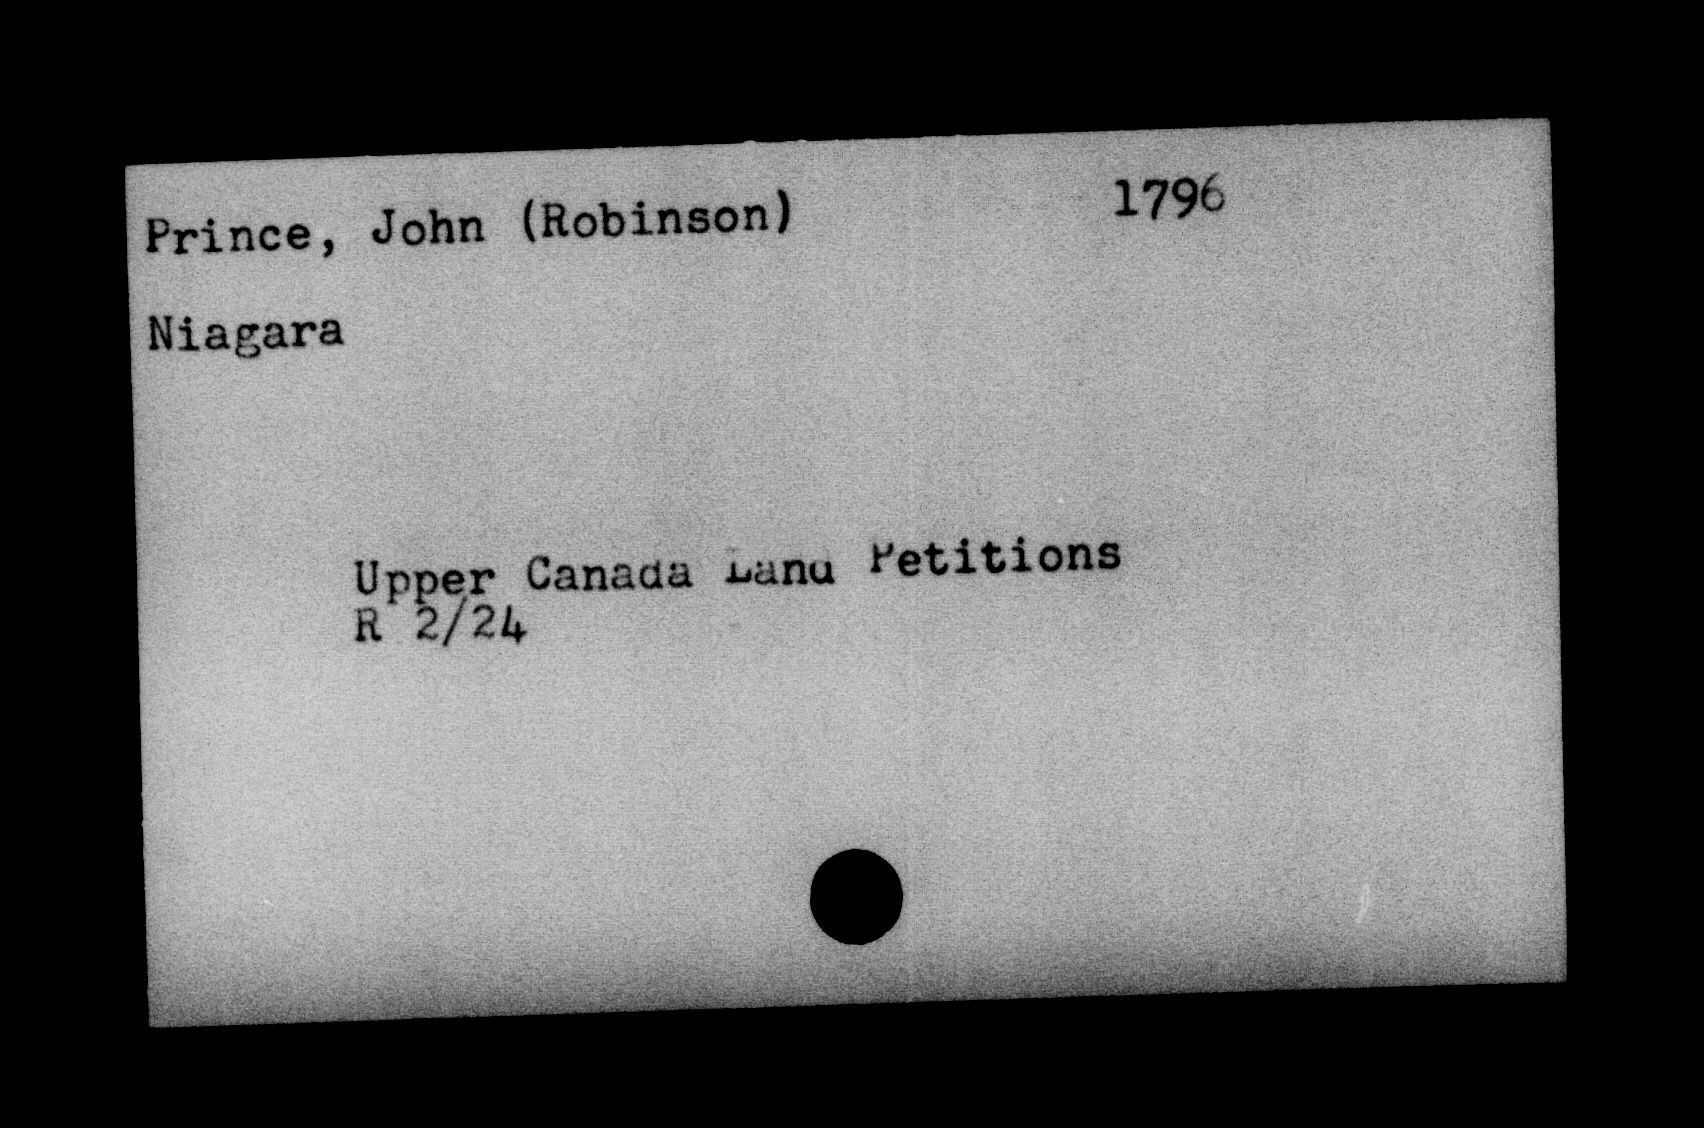 Prince, John (Robinson) 1796
Niagara
Upper Canada Land Petitions
R 2/24